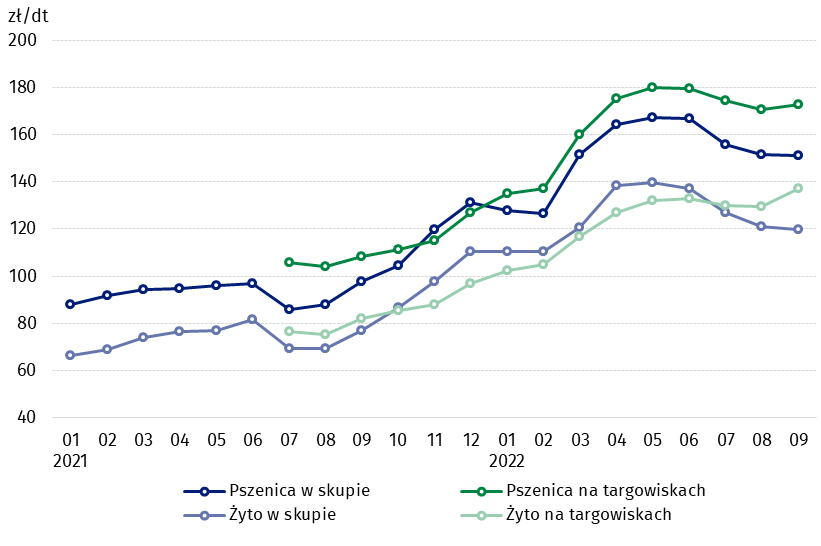 zł/dt
200
180
160
140
120
100
80
60
40
01 02 03 04 05 06 07 08 09 10 11 12 01 02 03 04 05 06 07 08 09
2021 2022
Pszenica w skupie Pszenica na targowiskach
Żyto w skupie Żyto na targowiskach